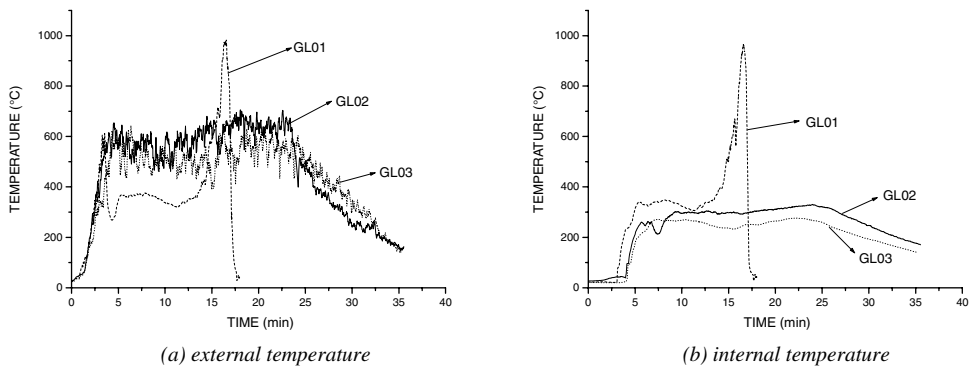 1000
800
600
400
200
0
TEMPERATURE (°C)
GL01
GL02
GL03
0 5 10 15 20 25 30 35 40
TIME (min)
(a) external temperature
1000
800
600
400
200
0
TEMPERATURE (°C)
GL01
GL02
GL03
0 5 10 15 20 25 30 35 40
TIME (min)
(b) internal temperature